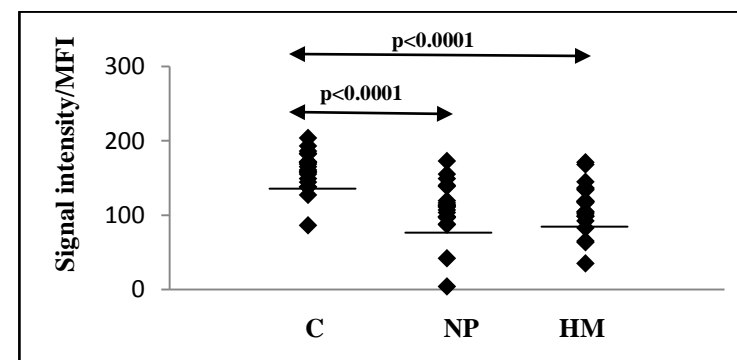 p<0.0001
p<0.0001
Signal intensity/MFI
300
200
100
0
C NP HM